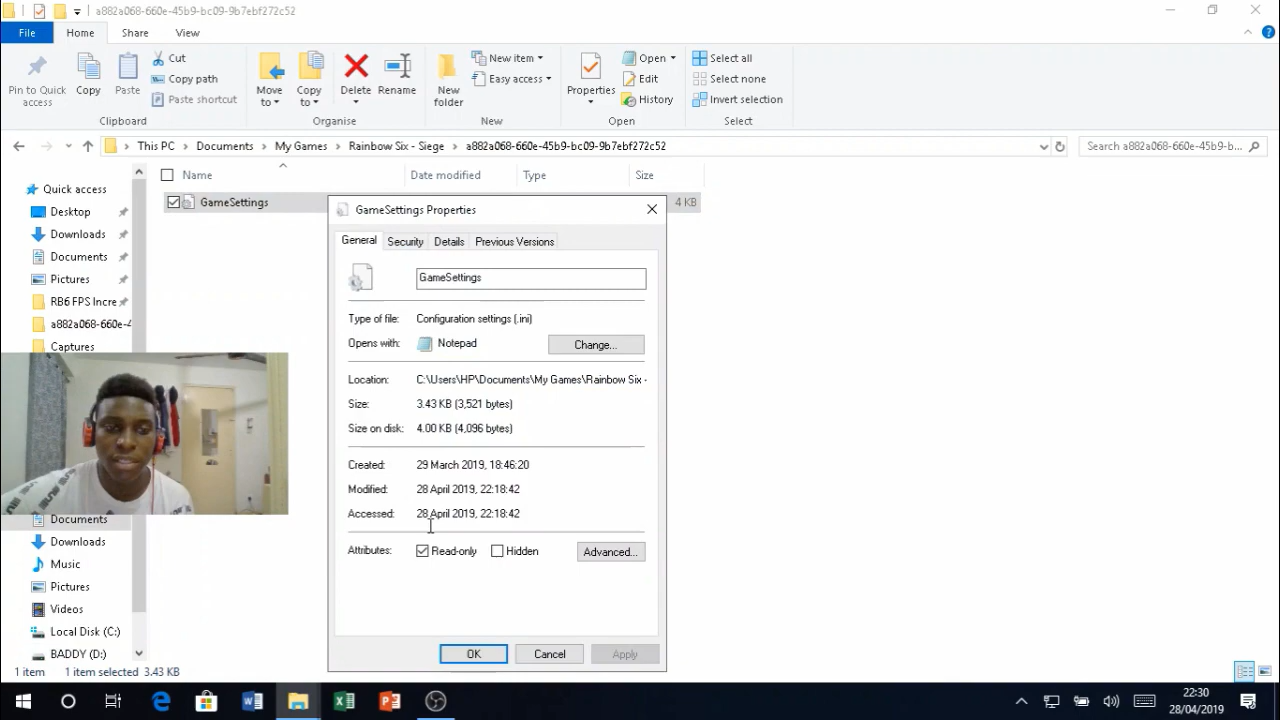 a882a068-660e-45b9-bc09-9b7ebf272c52
File Home Share View
Pin to Quick access
Copy
Paste
Cut
Copy path
Paste shortcut
Clipboard
Move to
Copy to
Delete
Rename
Organise
New folder
New item
Easy access
New
Properties
Open
Edit
History
Open
Select all
Select none
Invert selection
Select
This PC Documents My Games Rainbow Six - Siege a882a068-660e-45b9-bc09-9b7ebf272c52
Search a882a068-660e-45b9-b...
Name Date modified Type Size
GameSettings 4 KB
Quick access
Desktop
Downloads
Documents
Pictures
RB6 FPS Incre
a882a068-660e-4
Captures
Documents
Downloads
Music
Pictures
Videos
Local Disk (C:)
BADDY (D:)
GameSettings Properties
General Security Details Previous Versions
GameSettings
Type of file: Configuration settings (.ini)
Opens with: Notepad Change...
Location: C:\Users\HP\Documents\My Games\Rainbow Six -
Size: 3.43 KB (3,521 bytes)
Size on disk: 4.00 KB (4,096 bytes)
Created: 29 March 2019, 18:46:20
Modified: 28 April 2019, 22:18:42
Accessed: 28 April 2019, 22:18:42
Attributes: Read-only Hidden Advanced...
OK Cancel Apply
1 item 1 item selected 3.43 KB
22:30
28/04/2019